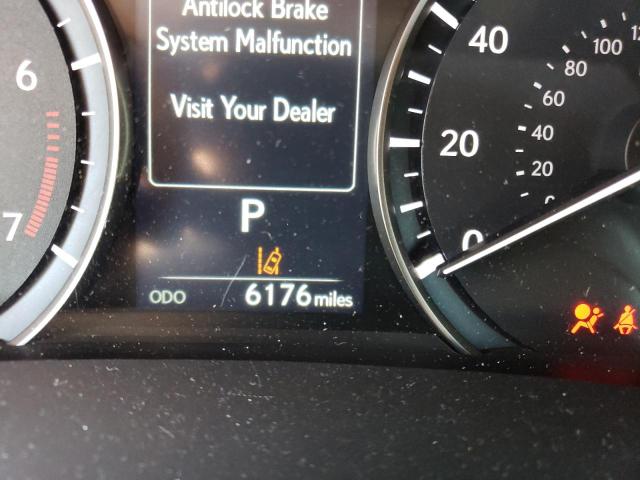 Antilock Brake
System Malfunction
Visit Your Dealer
P
ODO 6176 miles
6
7
40
20
0
100
80
60
40
20
0